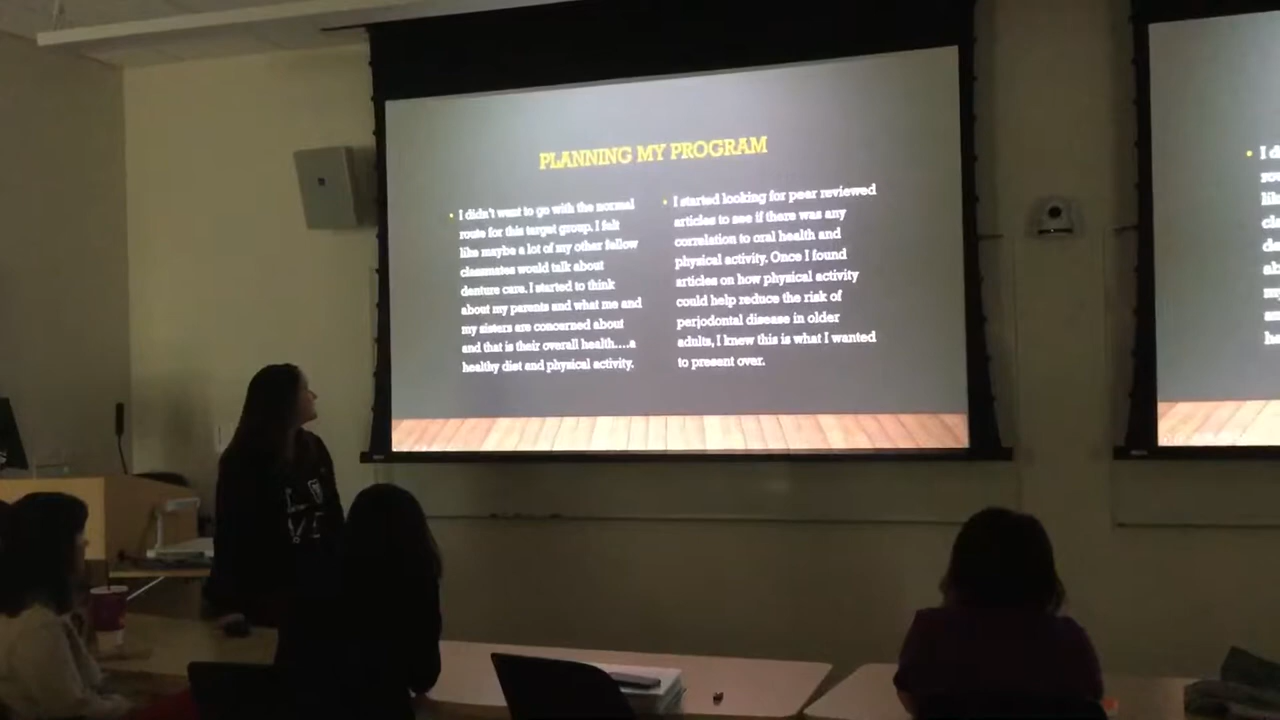 PLANNING MY PROGRAM
I didn't want to go with the normal
route for this target group. I felt
like maybe a lot of my other fellow
classmates would talk about
denture care. I started to think
about my parents and what me and
my sisters are concerned about
and that is their overall health....a
healthy diet and physical activity.
I started looking for peer reviewed
articles to see if there was any
correlation to oral health and
physical activity. Once I found
articles on how physical activity
could help reduce the risk of
periodontal disease in older
adults, I knew this is what I wanted
to present over.